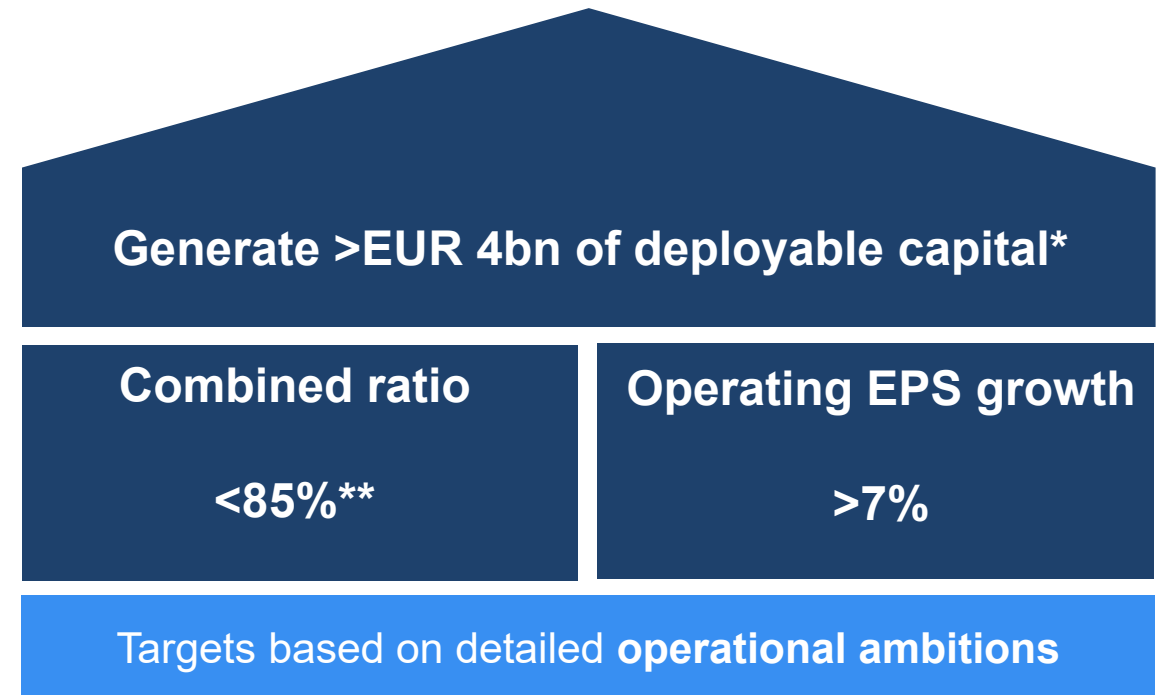 Generate >EUR 4bn of deployable capital*
Combined ratio
<85%**
Operating EPS growth
>7%
Targets based on detailed operational ambitions